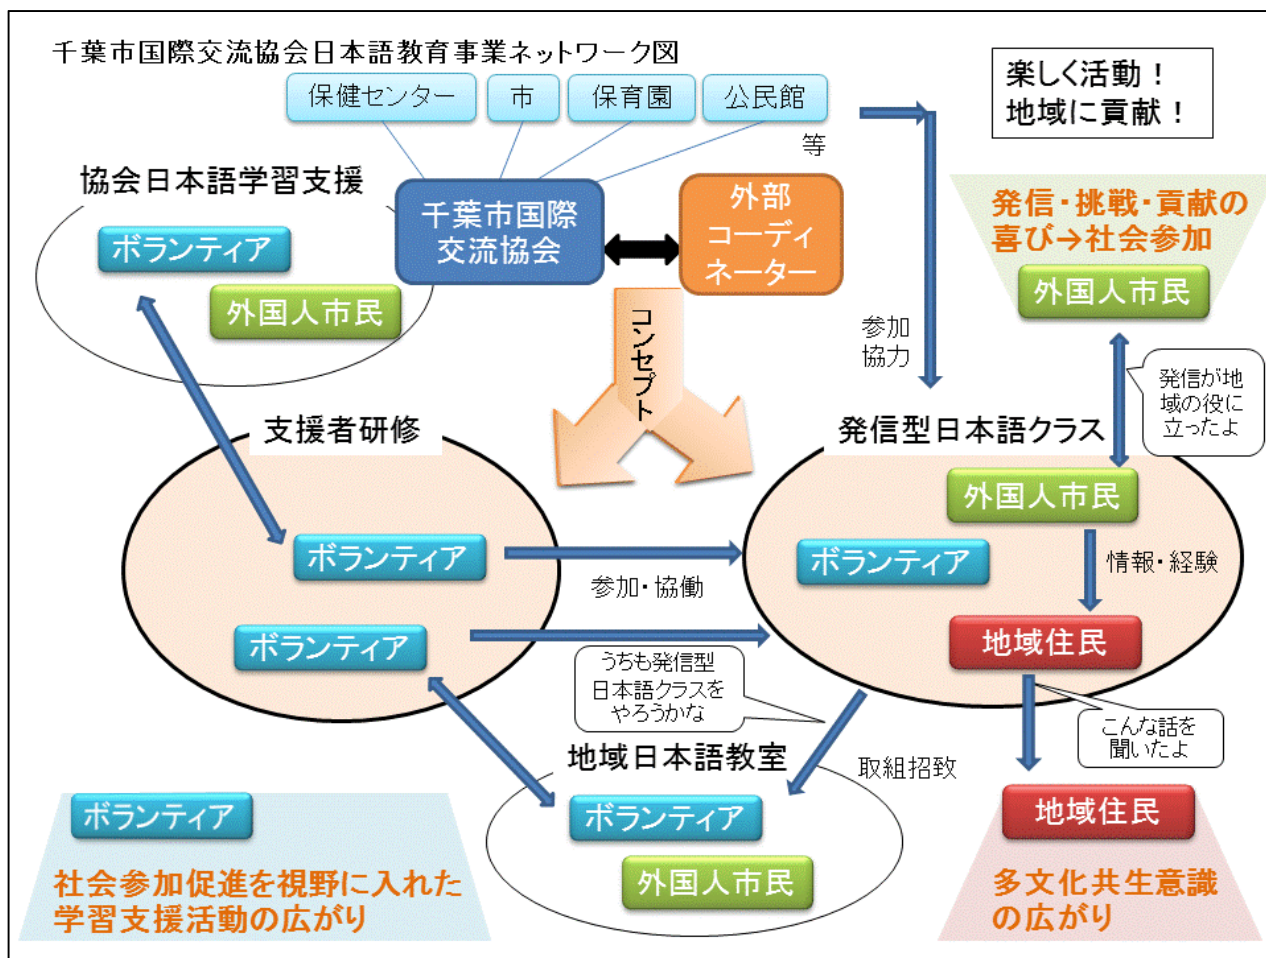 千葉市国際交流協会日本語教育事業ネットワーク図
保健センター
市
保育園
公民館
等
楽しく活動！
地域に貢献！
協会日本語学習支援
ボランティア
外国人市民
千葉市国際
交流協会
外部
コーディ
ネーター
発信・挑戦・貢献の
喜び→社会参加
外国人市民
コンセプト
参加
協力
発信が地
域の役に
立ったよ
支援者研修
ボランティア
ボランティア
参加・協働
発信型日本語クラス
外国人市民
ボランティア
情報・経験
地域住民
うちも発信型
日本語クラスを
やろうかな
こんな話を
聞いたよ
地域日本語教室
取組招致
ボランティア
外国人市民
ボランティア
社会参加促進を視野に入れた
学習支援活動の広がり
地域住民
多文化共生意識
の広がり